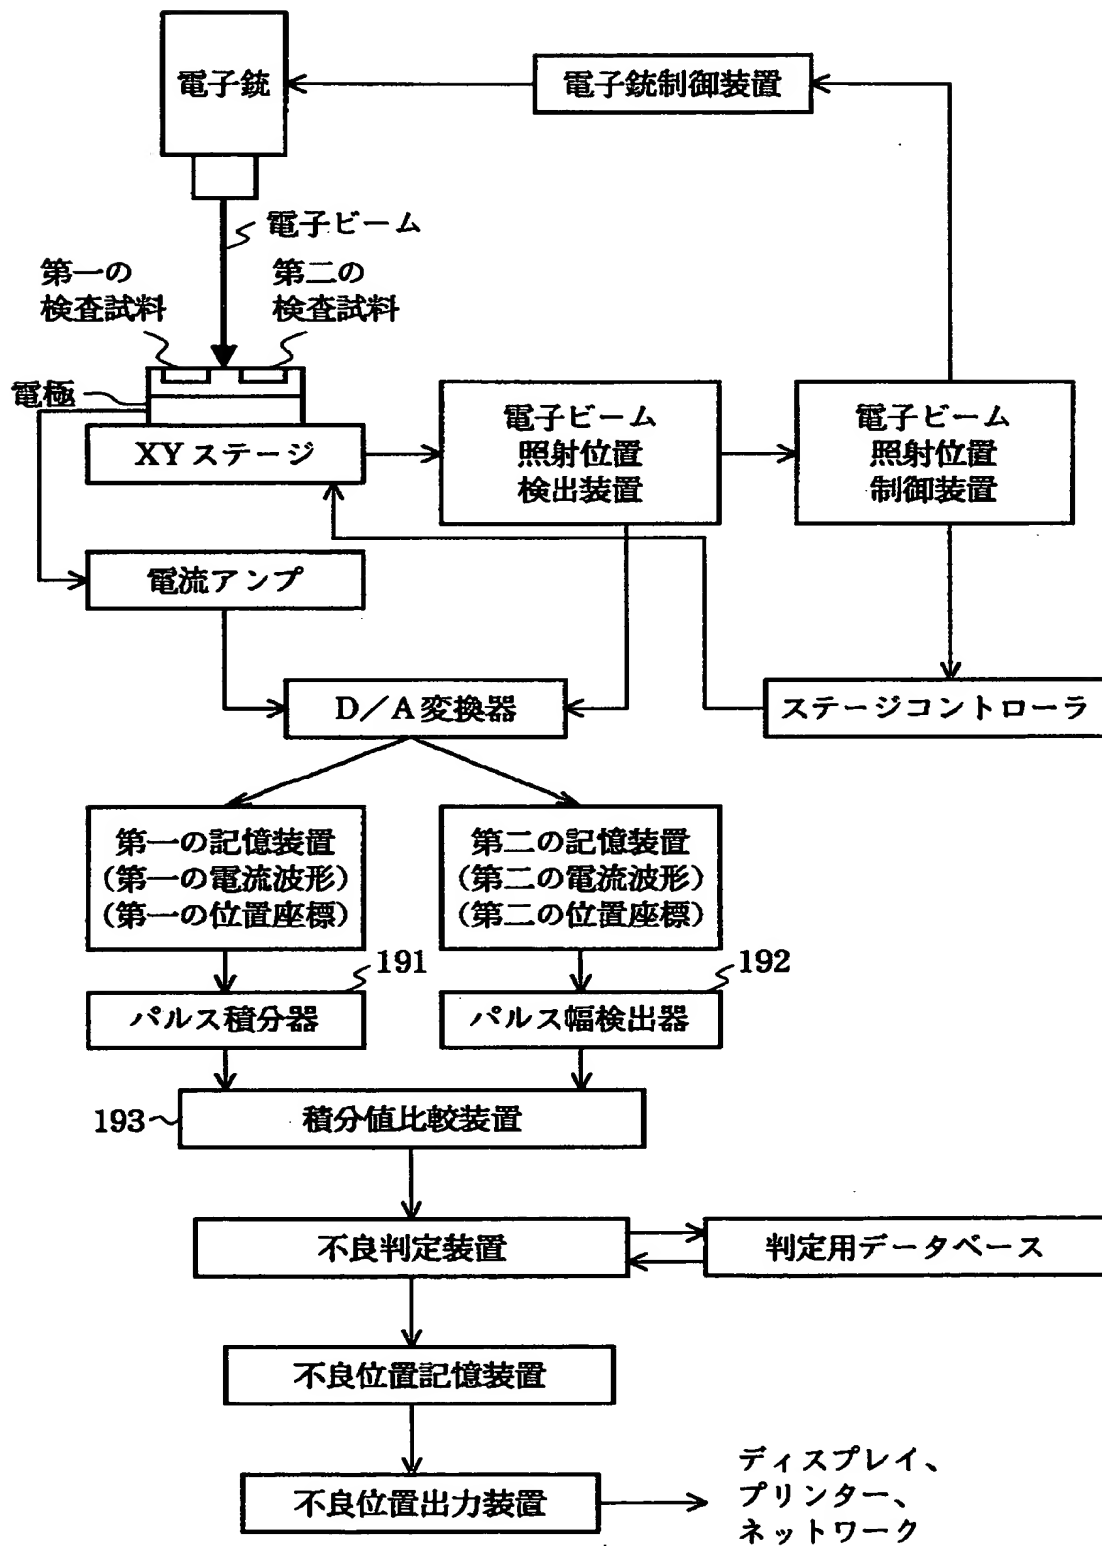 電子銃
電子銃制御装置
電子ビーム
第一の
検査試料
第二の
検査試料
電極
XYステージ
電子ビーム
照射位置
検出装置
電子ビーム
照射位置
制御装置
電流アンプ
D/A変換器
ステージコントローラ
第一の記憶装置
(第一の電流波形)
(第一の位置座標)
第二の記憶装置
(第二の電流波形)
(第二の位置座標)
191
192
パルス積分器
パルス幅検出器
193
積分値比較装置
不良判定装置
判定用データベース
不良位置記憶装置
不良位置出力装置
ディスプレイ、
プリンター、
ネットワーク